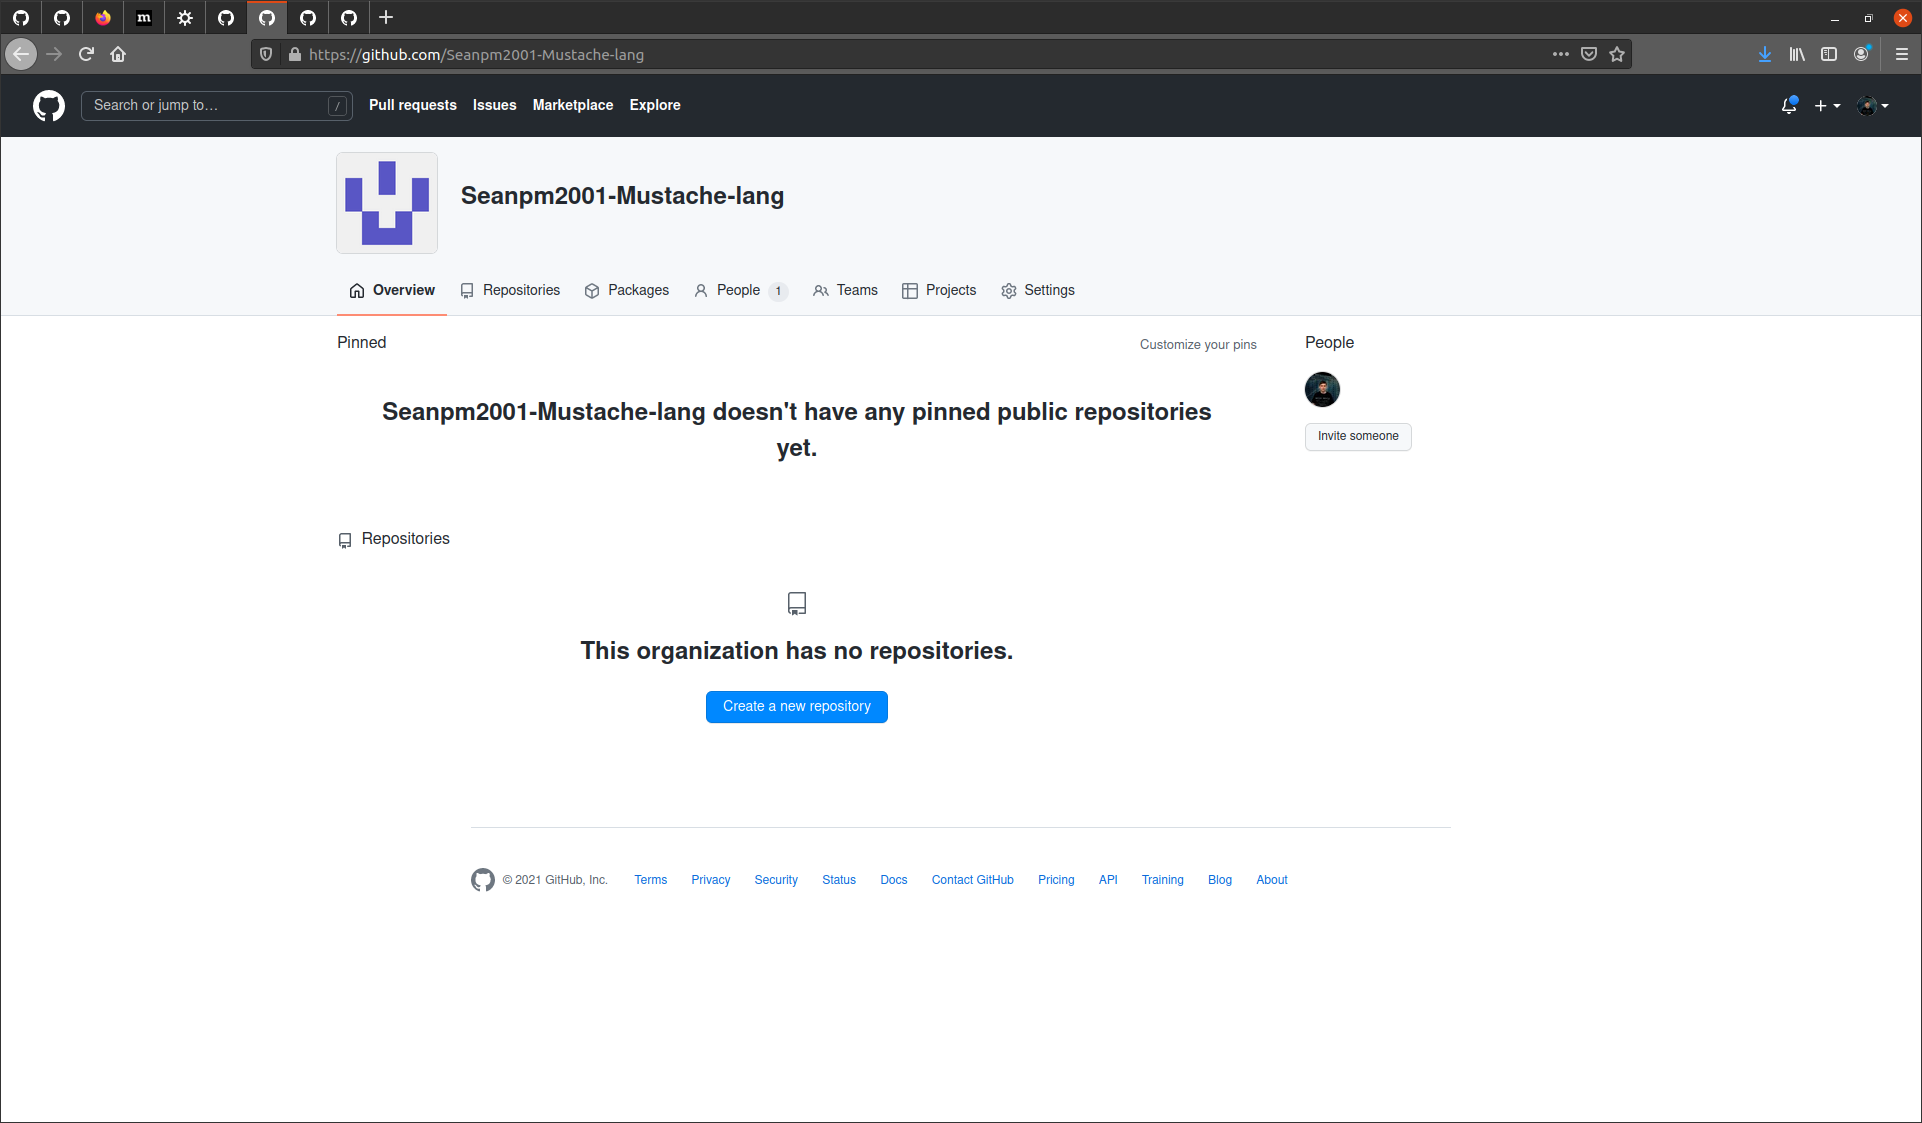 m
https://github.com/Seanpm2001-Mustache-lang
Search or jump to…
/
Pull requests
Issues
Marketplace
Explore
Seanpm2001-Mustache-lang
Overview
Repositories
Packages
People 1
Teams
Projects
Settings
Pinned
Customize your pins
People
Seanpm2001-Mustache-lang doesn't have any pinned public repositories
yet.
Invite someone
Repositories
This organization has no repositories.
Create a new repository
© 2021 GitHub, Inc.
Terms
Privacy
Security
Status
Docs
Contact GitHub
Pricing
API
Training
Blog
About